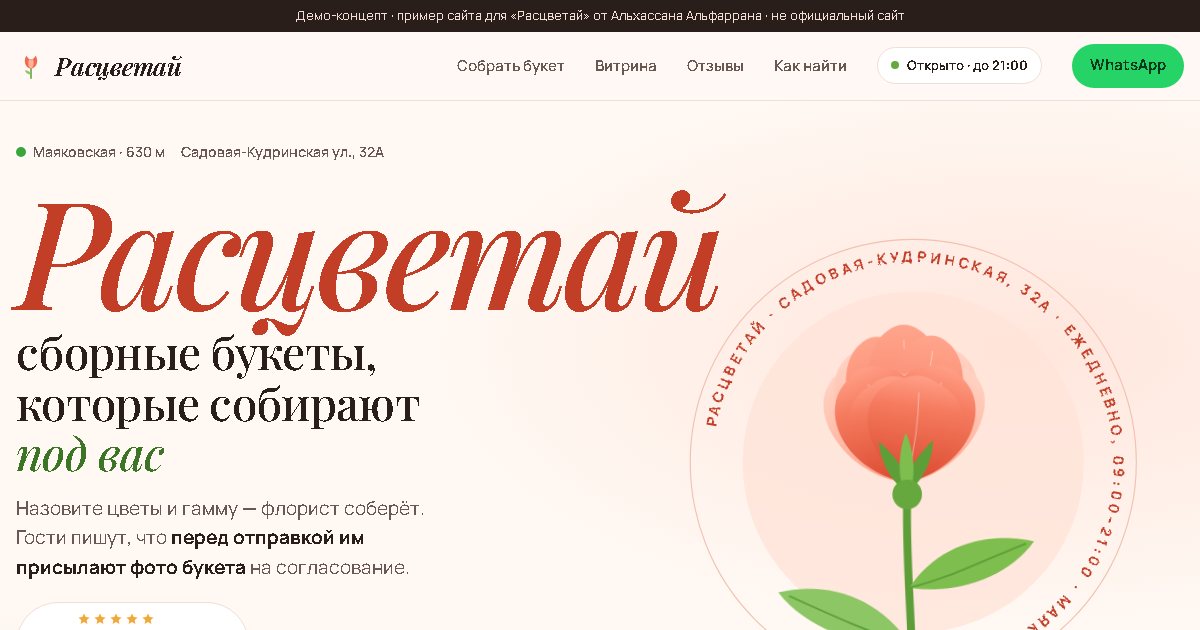 Демо-концепт · пример сайта для «Расцветай» от Альхассана Альфаррана · не официальный сайт
Расцветай
Собрать букет
Витрина
Отзывы
Как найти
Открыто · до 21:00
WhatsApp
Маяковская · 630 м
Садовая-Кудринская ул., 32А
Расцветай
сборные букеты,
которые собирают
под вас
Назовите цветы и гамму — флорист соберёт.
Гости пишут, что перед отправкой им
присылают фото букета на согласование.
РАСЦВЕТАЙ · САДОВАЯ-КУДРИНСКАЯ, 32А · ЕЖЕДНЕВНО, 09:00–21:00 ·